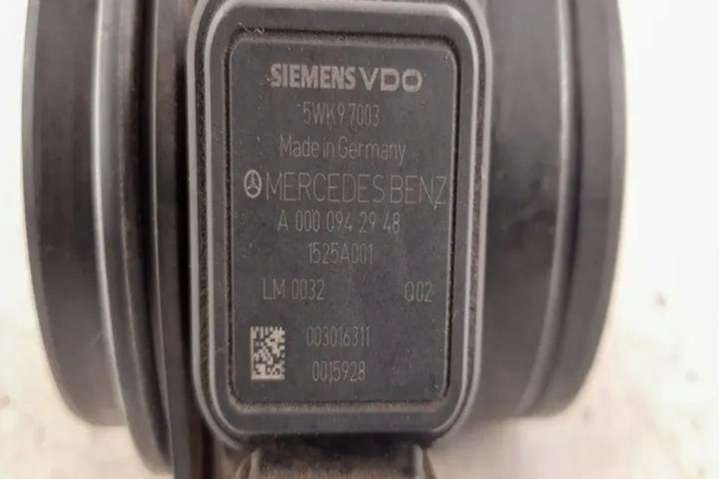 SIEMENS VDO
5WK9 7003
Made in Germany
MERCEDES BENZ
A 000 094 29 48
1525A001
LM 0032 Q02
003016311
0015928